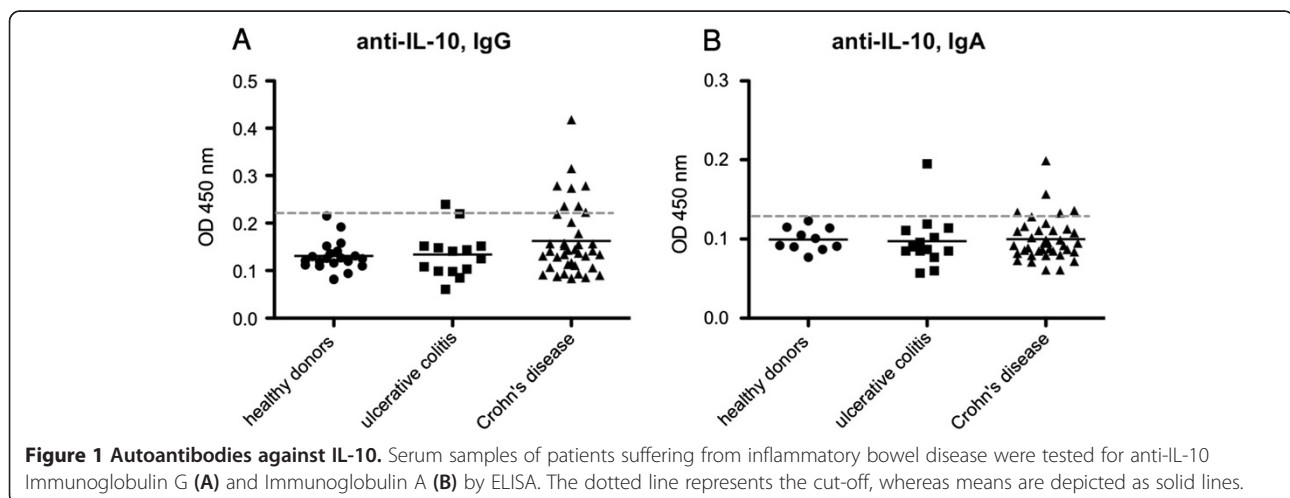 A
anti-IL-10, IgG
OD 450 nm
0.5
0.4
0.3
0.2
0.1
0.0
healthy donors
ulcerative colitis
Crohn's disease
B
anti-IL-10, IgA
OD 450 nm
0.3
0.2
0.1
0.0
healthy donors
ulcerative colitis
Crohn's disease
Figure 1 Autoantibodies against IL-10. Serum samples of patients suffering from inflammatory bowel disease were tested for anti-IL-10
Immunoglobulin G (A) and Immunoglobulin A (B) by ELISA. The dotted line represents the cut-off, whereas means are depicted as solid lines.